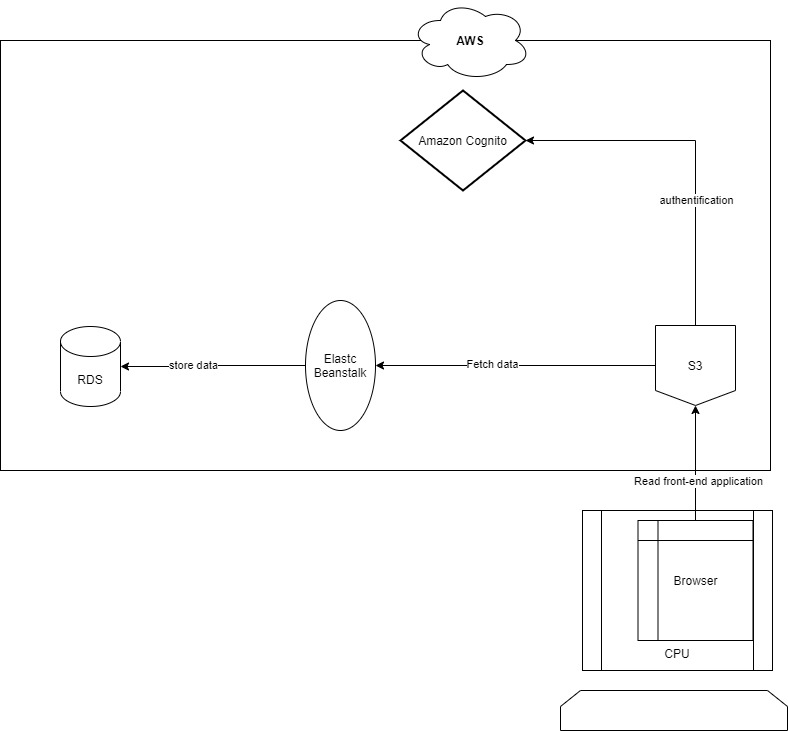 AWS
Amazon Cognito
authentification
RDS
store data
Elastc
Beanstalk
Fetch data
S3
Read front-end application
Browser
CPU